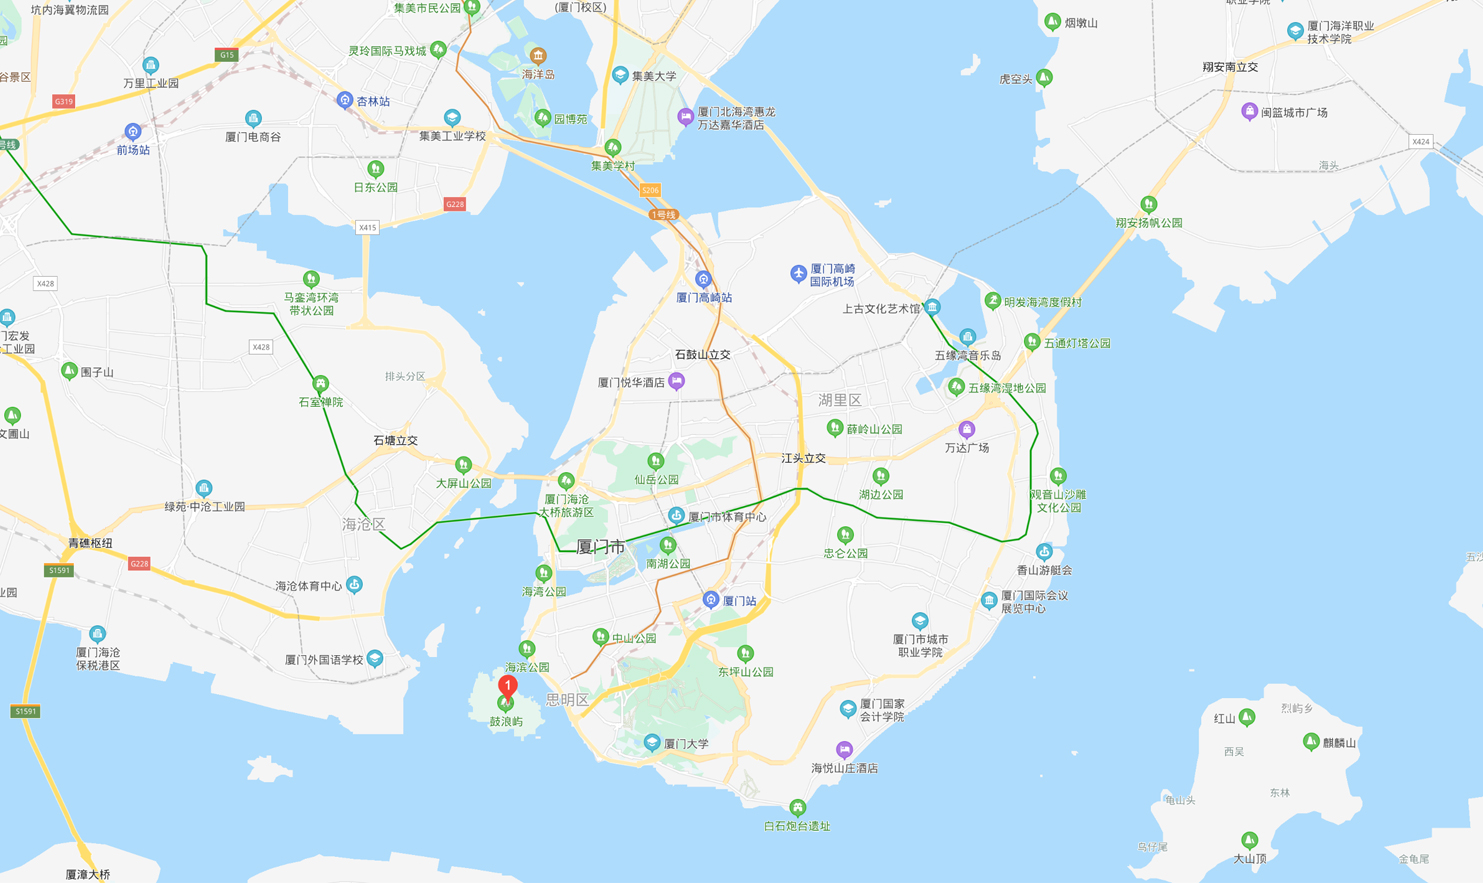 坑内海翼物流园
集美市民公园
(厦门校区)
烟墩山
厦门海洋职业
技术学院
灵玲国际马戏城
G15
海洋岛
集美大学
翔安南立交
谷景区
万里工业园
虎空头
G319
杏林站
园博苑
厦门北海湾惠龙
万达嘉华酒店
闽篮城市广场
前场站
厦门电商谷
集美工业学校
X424
号线
集美学村
海头
日东公园
S206
G228
1号线
X415
翔安扬帆公园
厦门高崎
国际机场
X428
马銮湾环湾
带状公园
厦门高崎站
明发海湾度假村
上古文化艺术馆
门宏发
工业园
X428
五缘湾音乐岛
五通灯塔公园
石鼓山立交
围子山
排头分区
厦门悦华酒店
五缘湾湿地公园
石室禅院
湖里区
文圃山
薛岭山公园
石塘立交
万达广场
江头立交
大屏山公园
仙岳公园
湖边公园
观音山沙雕
文化公园
绿苑·中沧工业园
厦门海沧
大桥旅游区
海沧区
厦门市体育中心
青礁枢纽
厦门市
忠仑公园
南湖公园
香山游艇会
S1591
G228
海沧体育中心
海湾公园
厦门站
厦门国际会议
展览中心
业园
厦门海沧
保税港区
厦门外国语学校
中山公园
厦门市城市
职业学院
海滨公园
东坪山公园
1
思明区
鼓浪屿
厦门国家
会计学院
S1591
厦门大学
红山
烈屿乡
麒麟山
西吴
海悦山庄酒店
东林
龟山头
白石炮台遗址
乌仔尾
大山顶
金龟尾
厦漳大桥